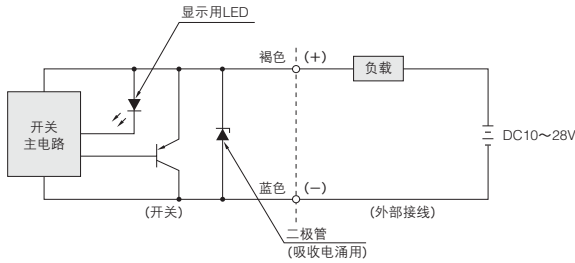 显示用LED
褐色 (+)
负载
开关
主电路
DC10～28V
蓝色 (−)
(开关)
(外部接线)
二极管
(吸收电涌用)